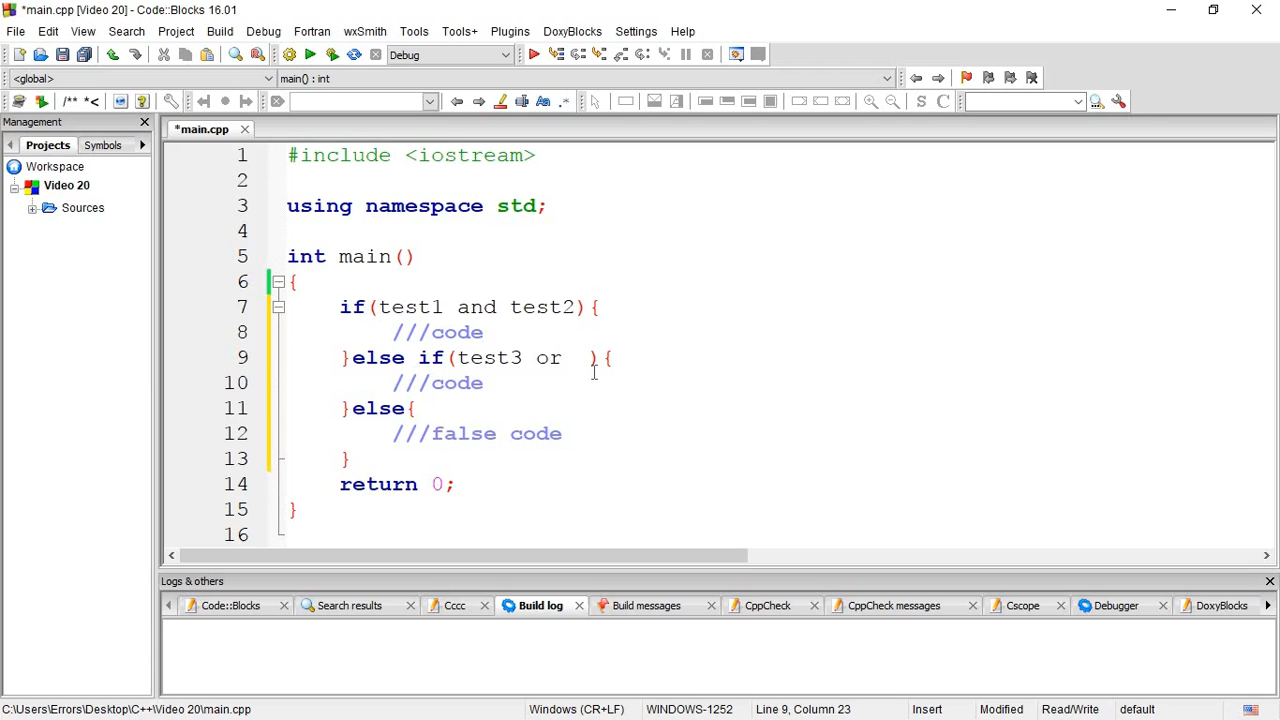 *main.cpp [Video 20] - Code::Blocks 16.01
File Edit View Search Project Build Debug Fortran wxSmith Tools Tools+ Plugins DoxyBlocks Settings Help
Debug
<global> main() : int
/** *< Aa .* S C
Management
Projects Symbols
Workspace
Video 20
Sources
*main.cpp
1 #include <iostream>
2
3 using namespace std;
4
5 int main()
6 {
7 if(test1 and test2){
8 ///code
9 }else if(test3 or ){
10 ///code
11 }else{
12 ///false code
13 }
14 return 0;
15 }
16
Logs & others
Code::Blocks Search results Cccc Build log Build messages CppCheck CppCheck messages Cscope Debugger DoxyBlocks
C:\Users\Errors\Desktop\C++\Video 20\main.cpp Windows (CR+LF) WINDOWS-1252 Line 9, Column 23 Insert Modified Read/Write default